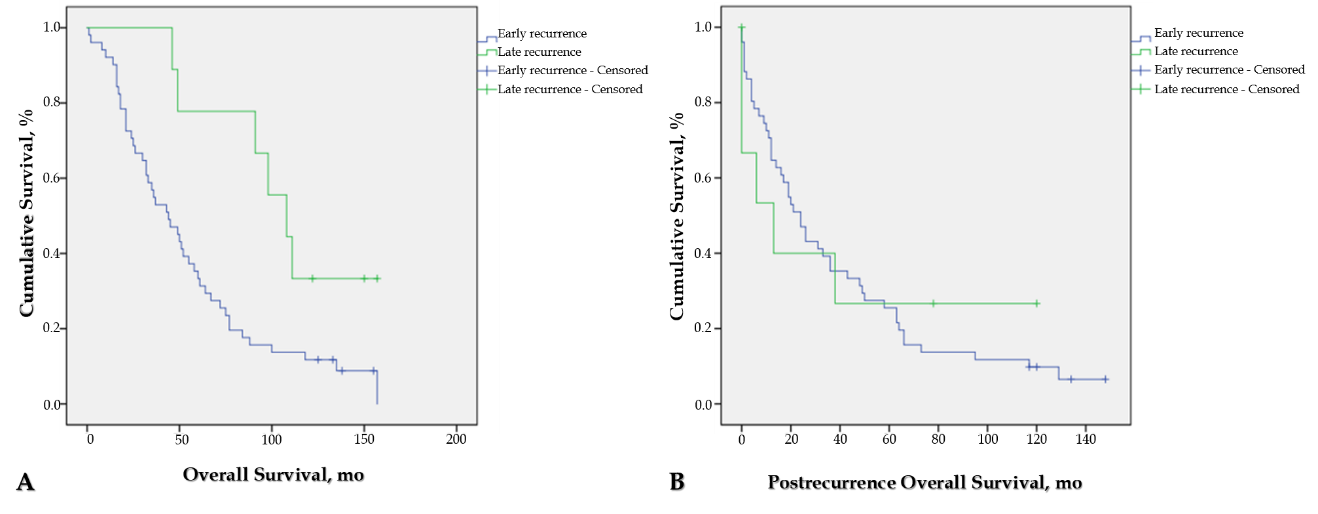 Cumulative Survival, %
1.0
0.8
0.6
0.4
0.2
0.0
0
50
100
150
200
Overall Survival, mo
A
Early recurrence
Late recurrence
Early recurrence - Censored
Late recurrence - Censored
Cumulative Survival, %
1.0
0.8
0.6
0.4
0.2
0.0
0
20
40
60
80
100
120
140
Postrecurrence Overall Survival, mo
B
Early recurrence
Late recurrence
Early recurrence - Censored
Late recurrence - Censored